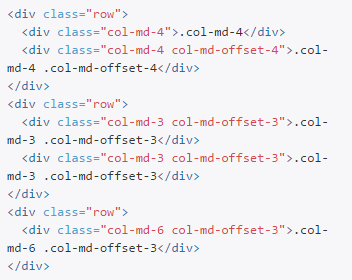 <div class="row">
  <div class="col-md-4">.col-md-4</div>
  <div class="col-md-4 col-md-offset-4">.col-
md-4 .col-md-offset-4</div>
</div>
<div class="row">
  <div class="col-md-3 col-md-offset-3">.col-
md-3 .col-md-offset-3</div>
  <div class="col-md-3 col-md-offset-3">.col-
md-3 .col-md-offset-3</div>
</div>
<div class="row">
  <div class="col-md-6 col-md-offset-3">.col-
md-6 .col-md-offset-3</div>
</div>